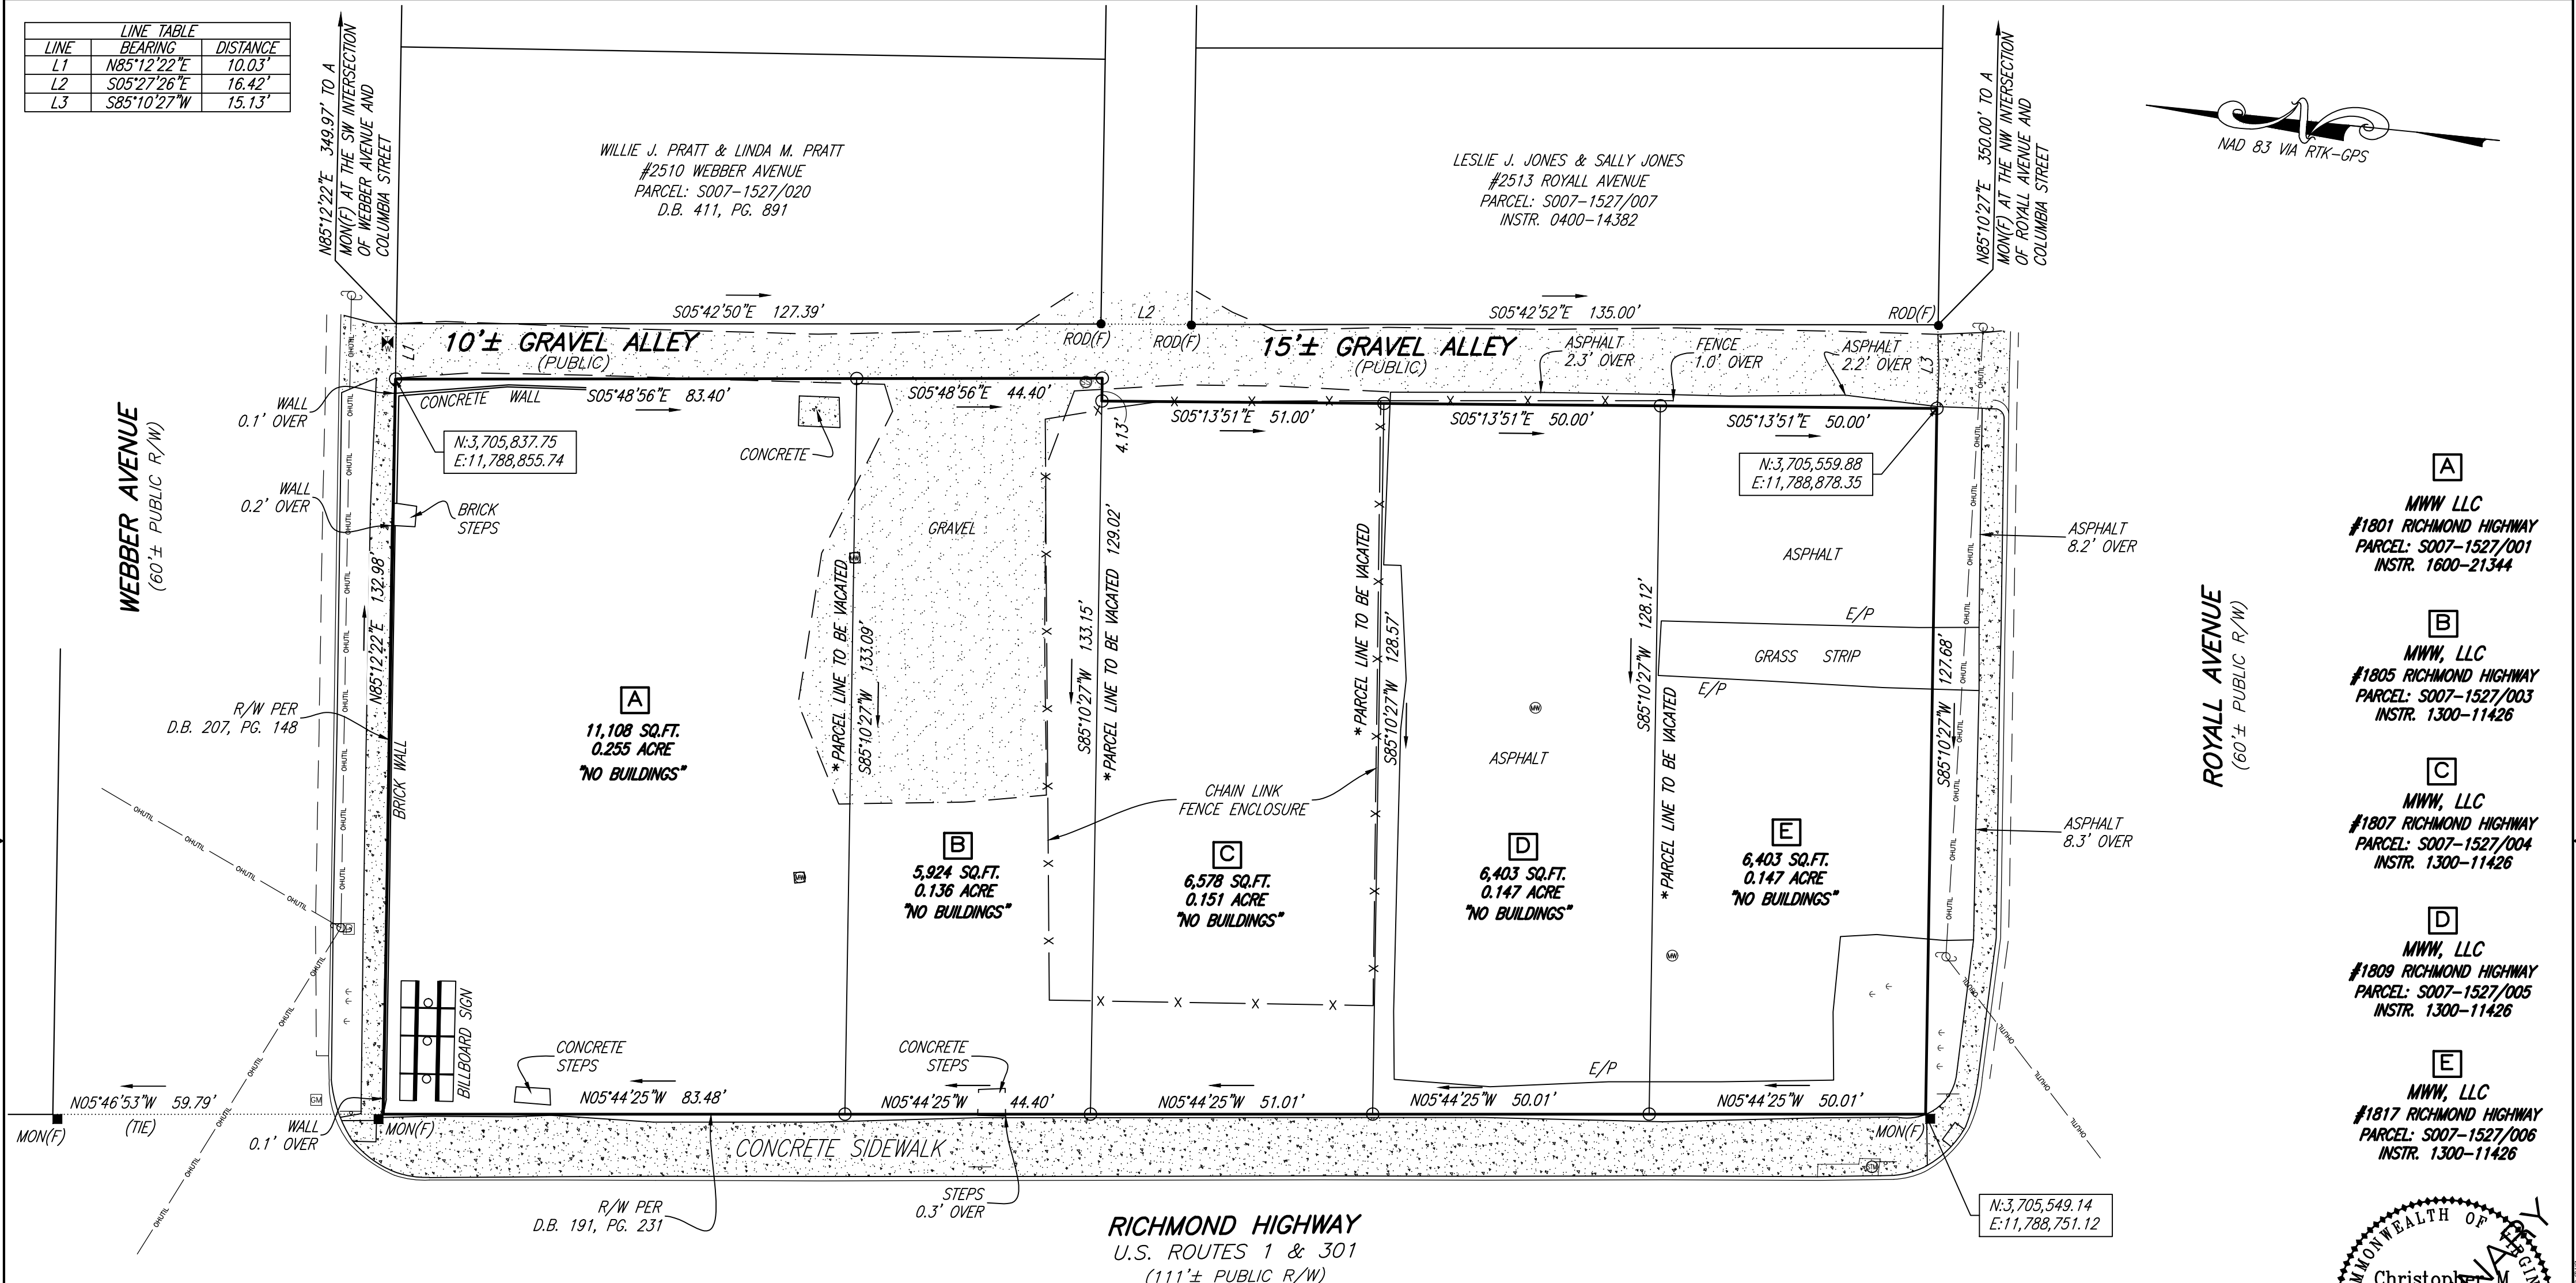 LINE TABLE
LINE BEARING DISTANCE
L1 N85°12'22"E 10.03'
L2 S05°27'26"E 16.42'
L3 S85°10'27"W 15.13'
N85°12'22"E 349.97' TO A
MON(F) AT THE SW INTERSECTION
OF WEBBER AVENUE AND
COLUMBIA STREET
WILLIE J. PRATT & LINDA M. PRATT
#2510 WEBBER AVENUE
PARCEL: S007-1527/020
D.B. 411, PG. 891
LESLIE J. JONES & SALLY JONES
#2513 ROYALL AVENUE
PARCEL: S007-1527/007
INSTR. 0400-14382
N85°10'27"E 350.00' TO A
MON(F) AT THE NW INTERSECTION
OF ROYALL AVENUE AND
COLUMBIA STREET
N
NAD 83 VIA RTK-GPS
S05°42'50"E 127.39'
L2
S05°42'52"E 135.00'
ROD(F)
L1
10'± GRAVEL ALLEY
(PUBLIC)
ROD(F)
ROD(F)
15'± GRAVEL ALLEY
(PUBLIC)
ASPHALT
2.3' OVER
FENCE
1.0' OVER
ASPHALT
2.2' OVER
L3
WALL
0.1' OVER
CONCRETE WALL
S05°48'56"E 83.40'
S05°48'56"E 44.40'
SS
4.13'
S05°13'51"E 51.00'
S05°13'51"E 50.00'
S05°13'51"E 50.00'
N:3,705,837.75
E:11,788,855.74
CONCRETE
N:3,705,559.88
E:11,788,878.35
WEBBER AVENUE
(60'± PUBLIC R/W)
WALL
0.2' OVER
BRICK
STEPS
GRAVEL
ASPHALT
ASPHALT
8.2' OVER
N85°12'22"E 132.98'
BRICK WALL
R/W PER
D.B. 207, PG. 148
*PARCEL LINE TO BE VACATED
S85°10'27"W 133.09'
S85°10'27"W 133.15'
*PARCEL LINE TO BE VACATED 129.02'
*PARCEL LINE TO BE VACATED
S85°10'27"W 128.57'
S85°10'27"W 128.12'
*PARCEL LINE TO BE VACATED
E/P
GRASS STRIP
E/P
S85°10'27"W 127.68'
ROYALL AVENUE
(60'± PUBLIC R/W)
MW
MW
MW
MW
A
11,108 SQ.FT.
0.255 ACRE
"NO BUILDINGS"
ASPHALT
CHAIN LINK
FENCE ENCLOSURE
B
5,924 SQ.FT.
0.136 ACRE
"NO BUILDINGS"
C
6,578 SQ.FT.
0.151 ACRE
"NO BUILDINGS"
D
6,403 SQ.FT.
0.147 ACRE
"NO BUILDINGS"
E
6,403 SQ.FT.
0.147 ACRE
"NO BUILDINGS"
ASPHALT
8.3' OVER
OHUTIL
OHUTIL
OHUTIL
OHUTIL
BILLBOARD SIGN
CONCRETE
STEPS
CONCRETE
STEPS
E/P
N05°46'53"W 59.79'
(TIE)
MON(F)
GM
WALL
0.1' OVER
MON(F)
N05°44'25"W 83.48'
N05°44'25"W 44.40'
N05°44'25"W 51.01'
N05°44'25"W 50.01'
N05°44'25"W 50.01'
MON(F)
CONCRETE SIDEWALK
R/W PER
D.B. 191, PG. 231
STEPS
0.3' OVER
N:3,705,549.14
E:11,788,751.12
RICHMOND HIGHWAY
U.S. ROUTES 1 & 301
(111'± PUBLIC R/W)
A
MWW LLC
#1801 RICHMOND HIGHWAY
PARCEL: S007-1527/001
INSTR. 1600-21344
B
MWW, LLC
#1805 RICHMOND HIGHWAY
PARCEL: S007-1527/003
INSTR. 1300-11426
C
MWW, LLC
#1807 RICHMOND HIGHWAY
PARCEL: S007-1527/004
INSTR. 1300-11426
D
MWW, LLC
#1809 RICHMOND HIGHWAY
PARCEL: S007-1527/005
INSTR. 1300-11426
E
MWW, LLC
#1817 RICHMOND HIGHWAY
PARCEL: S007-1527/006
INSTR. 1300-11426
Christopher M.